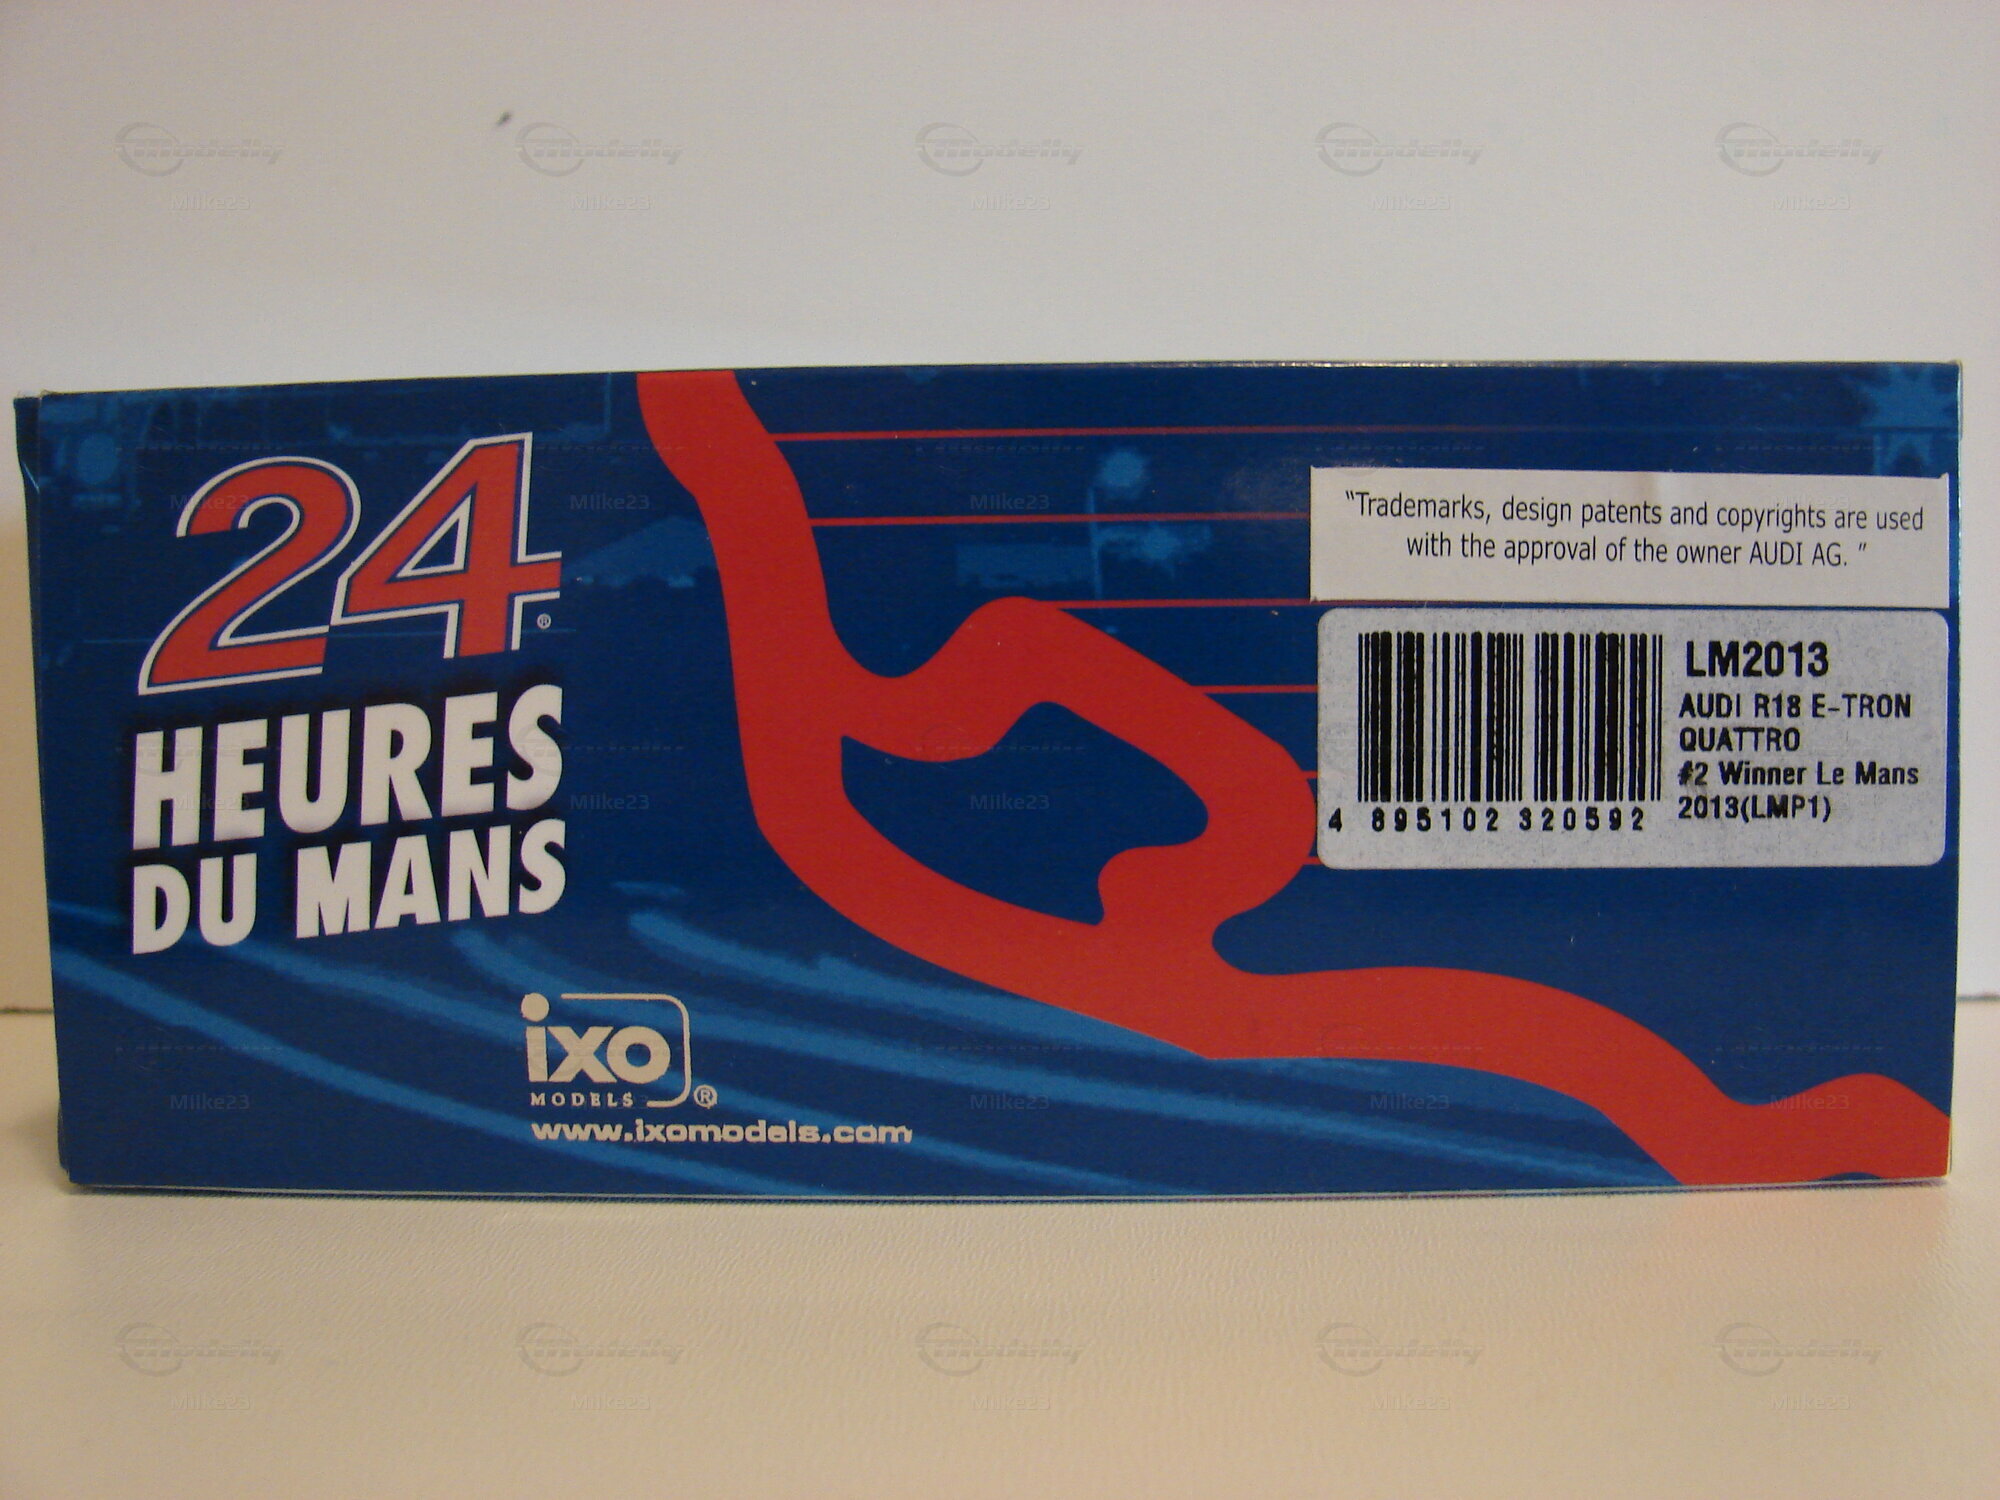 24®
HEURES
DU MANS
ixo
MODELS ®
www.ixomodels.com
"Trademarks, design patents and copyrights are used
with the approval of the owner AUDI AG. "
LM2013
AUDI R18 E-TRON
QUATTRO
#2 Winner Le Mans
2013(LMP1)
4 895102 320592
Modelly
MIIke23